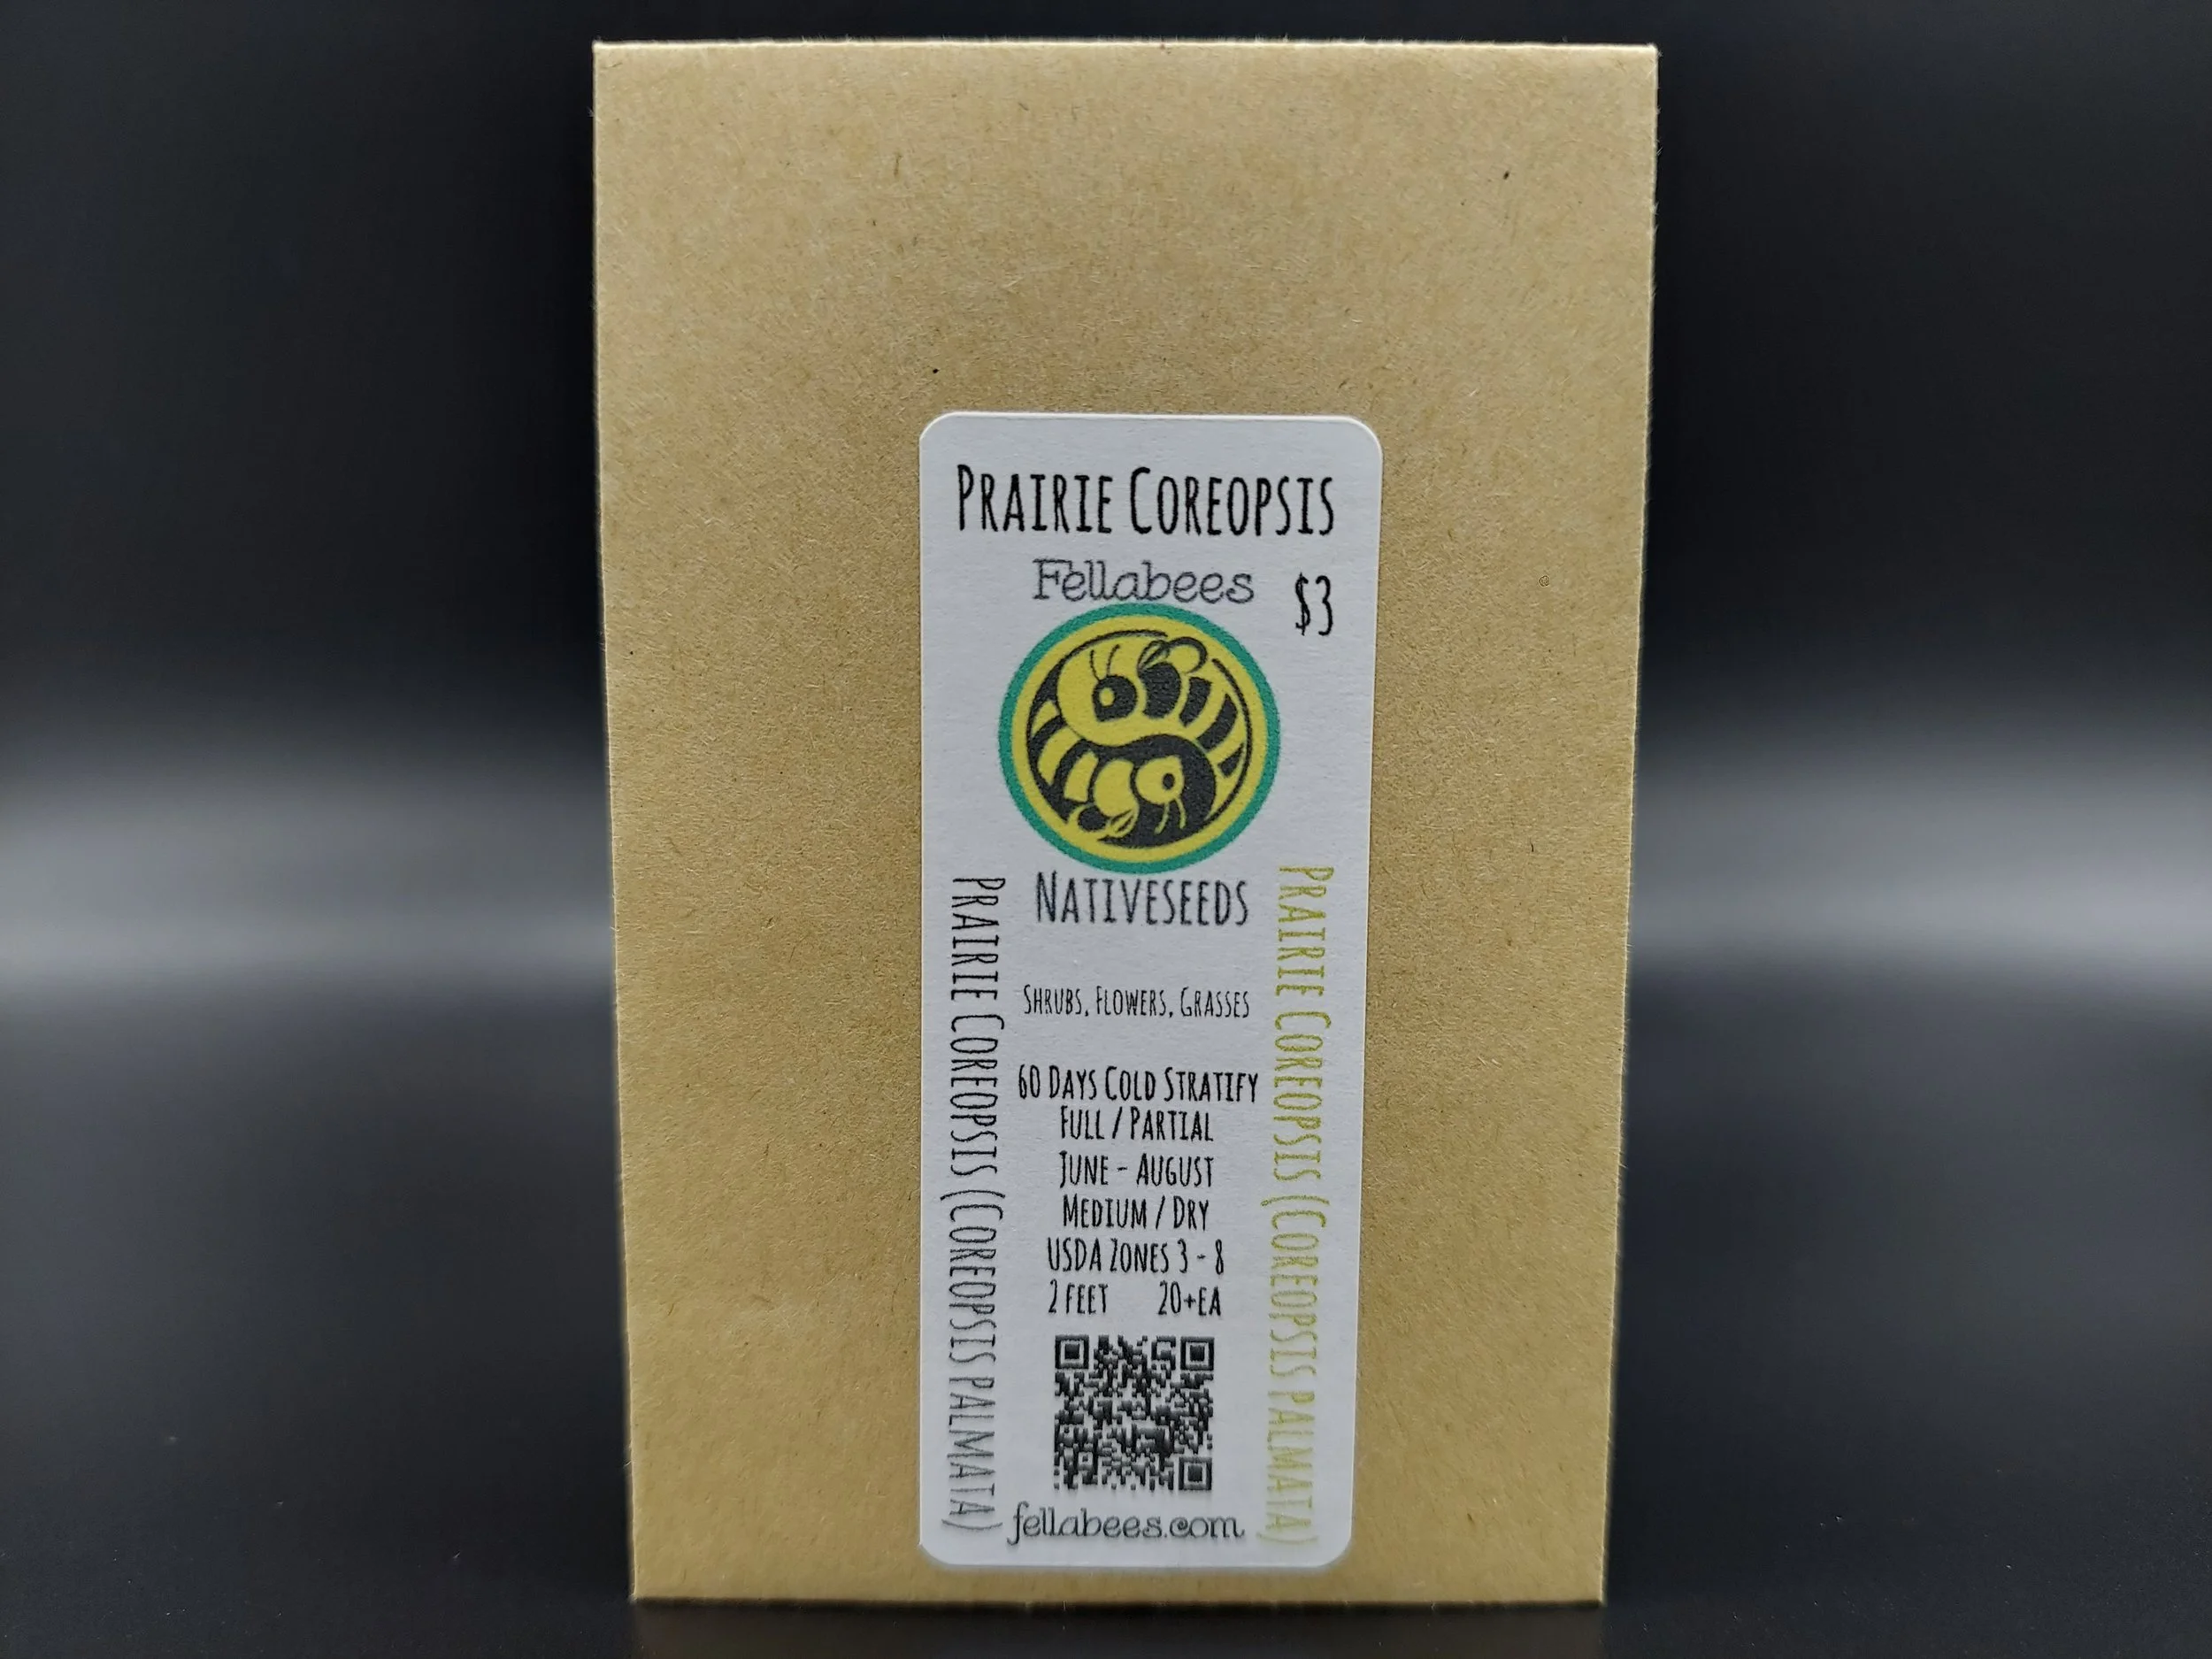 PRAIRIE COREOPSIS
Fellabees
$3
NATIVESEEDS
SHRUBS, FLOWERS, GRASSES
60 DAYS COLD STRATIFY
FULL / PARTIAL
JUNE - AUGUST
MEDIUM / DRY
USDA ZONES 3 - 8
2 FEET 20+EA
fellabees.com
PRAIRIE COREOPSIS (COREOPSIS PALMATA)
PRAIRIE COREOPSIS (COREOPSIS PALMATA)